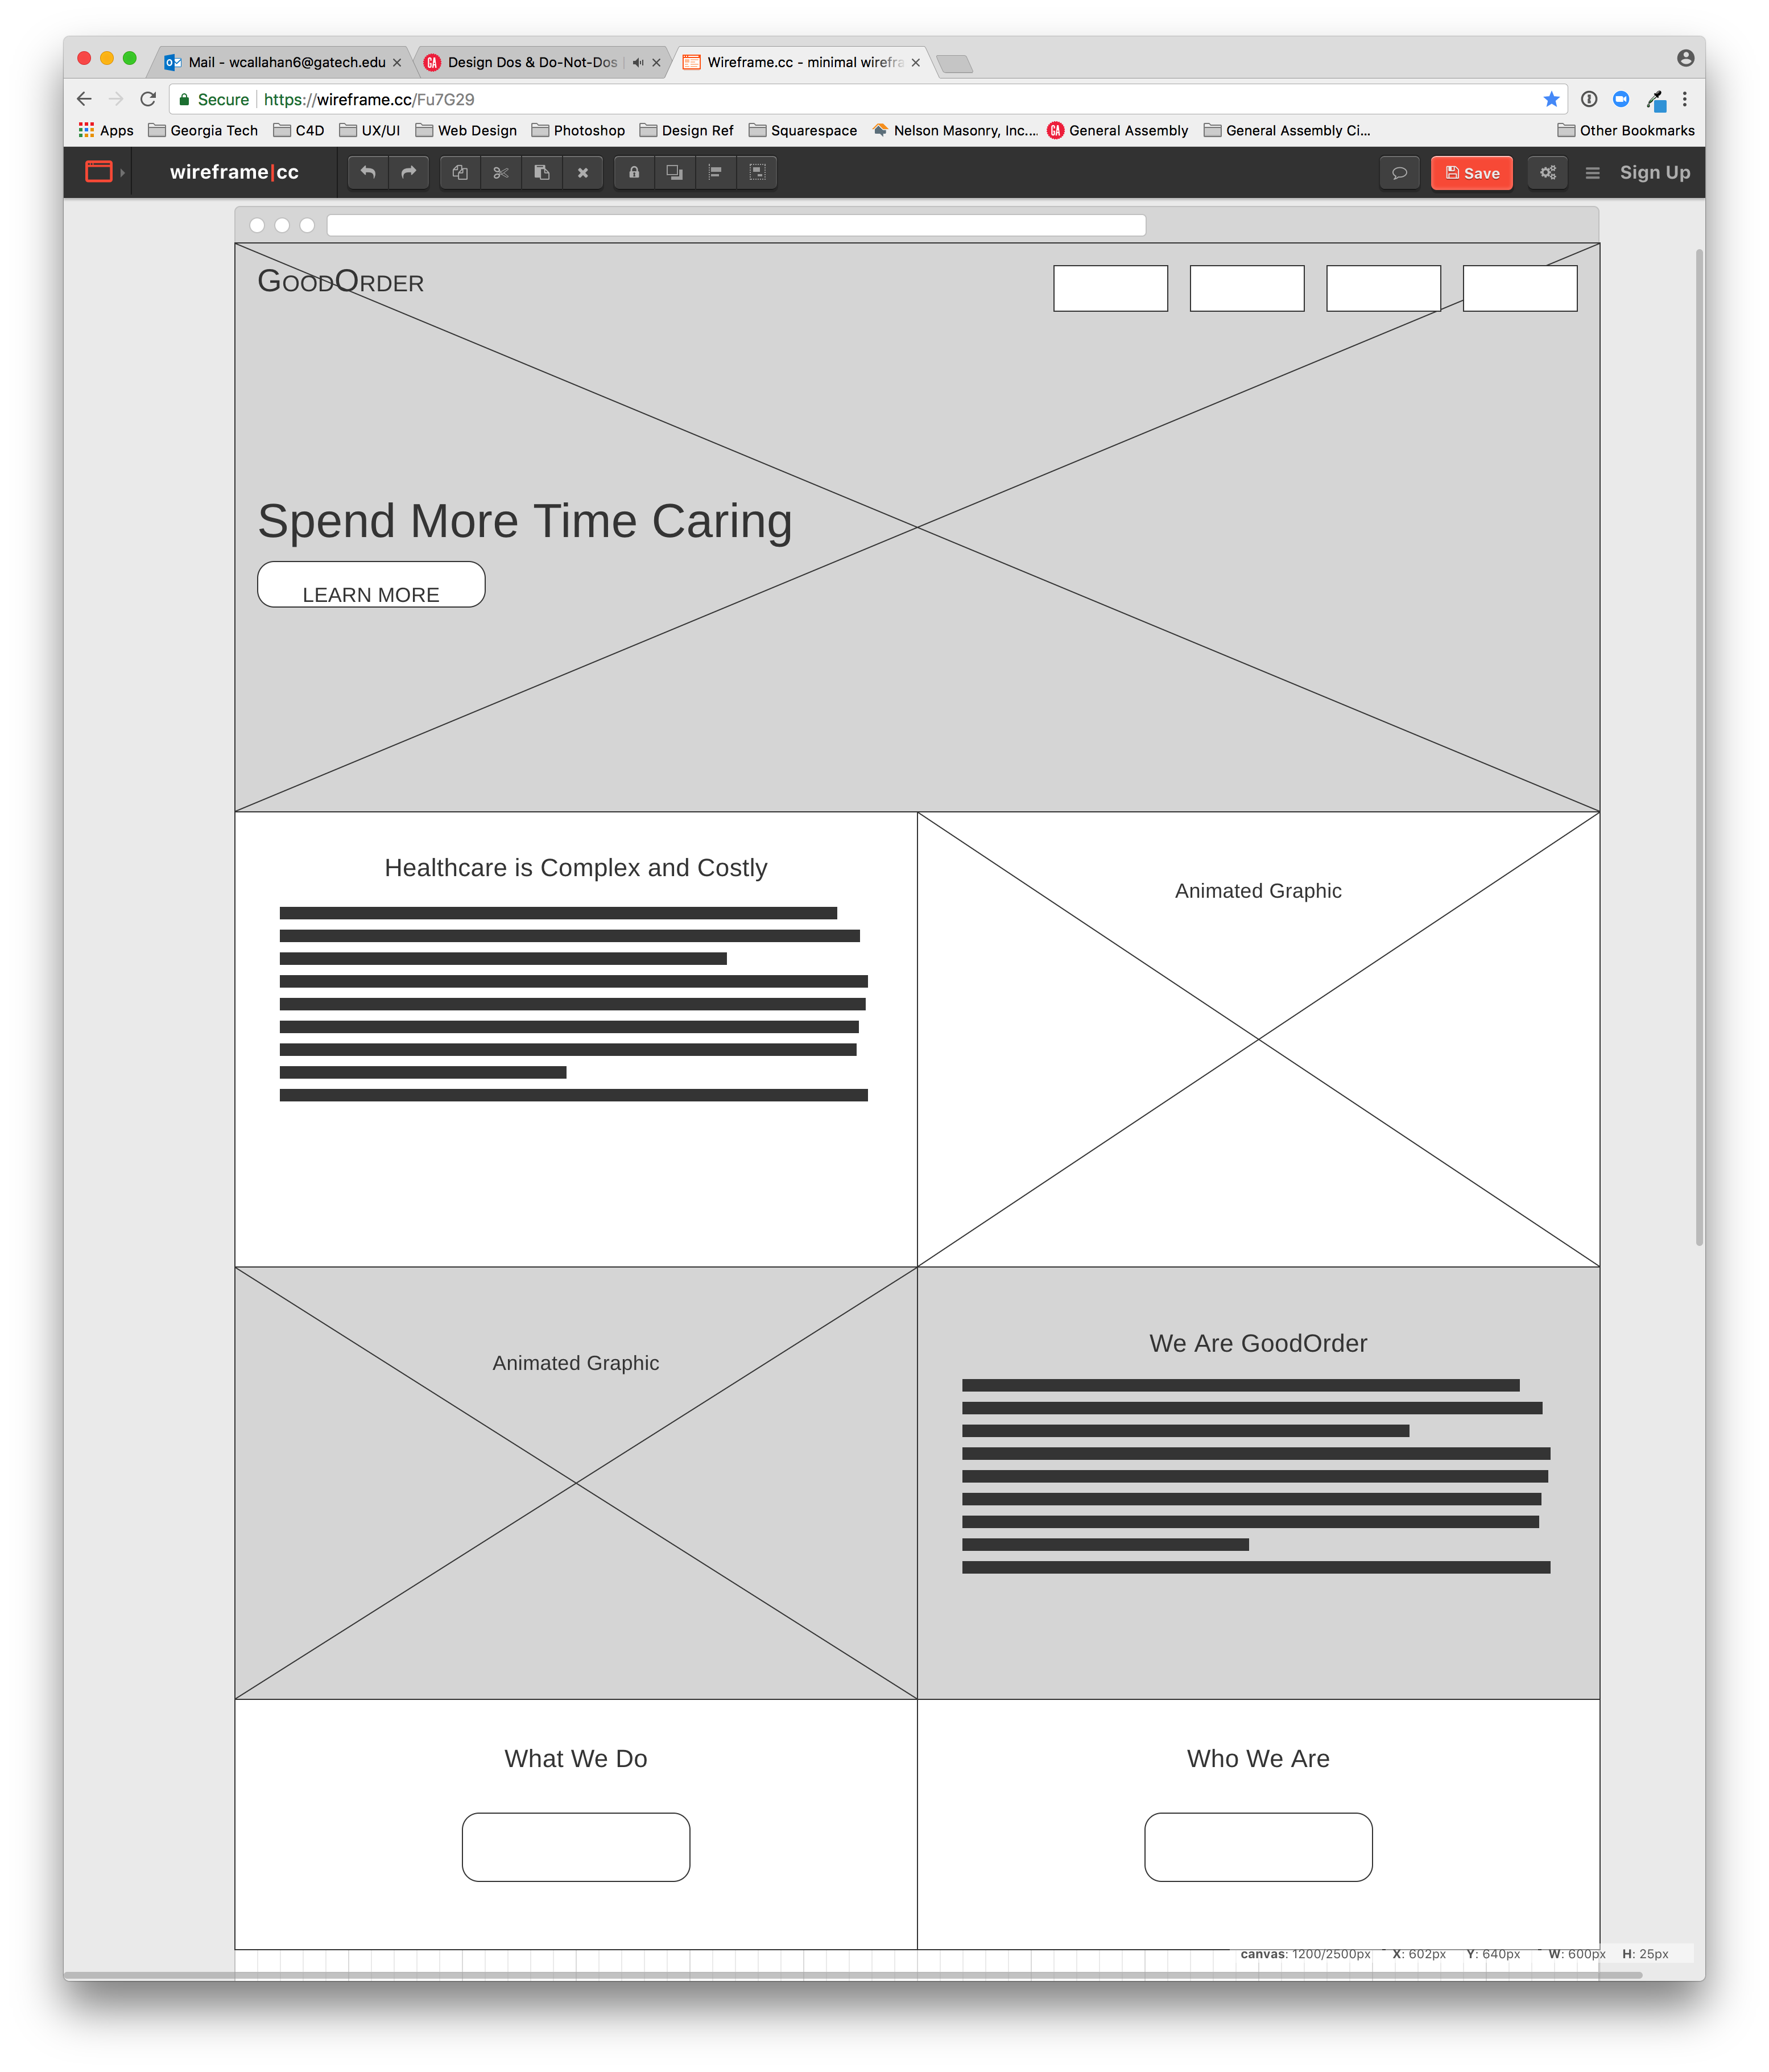 Mail - wcallahan6@gatech.edu
Design Dos & Do-Not-Dos
Wireframe.cc - minimal wirefra
Secure https://wireframe.cc/Fu7G29
Apps Georgia Tech C4D UX/UI Web Design Photoshop Design Ref Squarespace Nelson Masonry, Inc.... GA General Assembly General Assembly Ci... Other Bookmarks
wireframe|cc Save Sign Up
GoodOrder
Spend More Time Caring
LEARN MORE
Healthcare is Complex and Costly
Animated Graphic
Animated Graphic
We Are GoodOrder
What We Do
Who We Are
canvas: 1200/2500px X: 602px Y: 640px W: 600px H: 25px